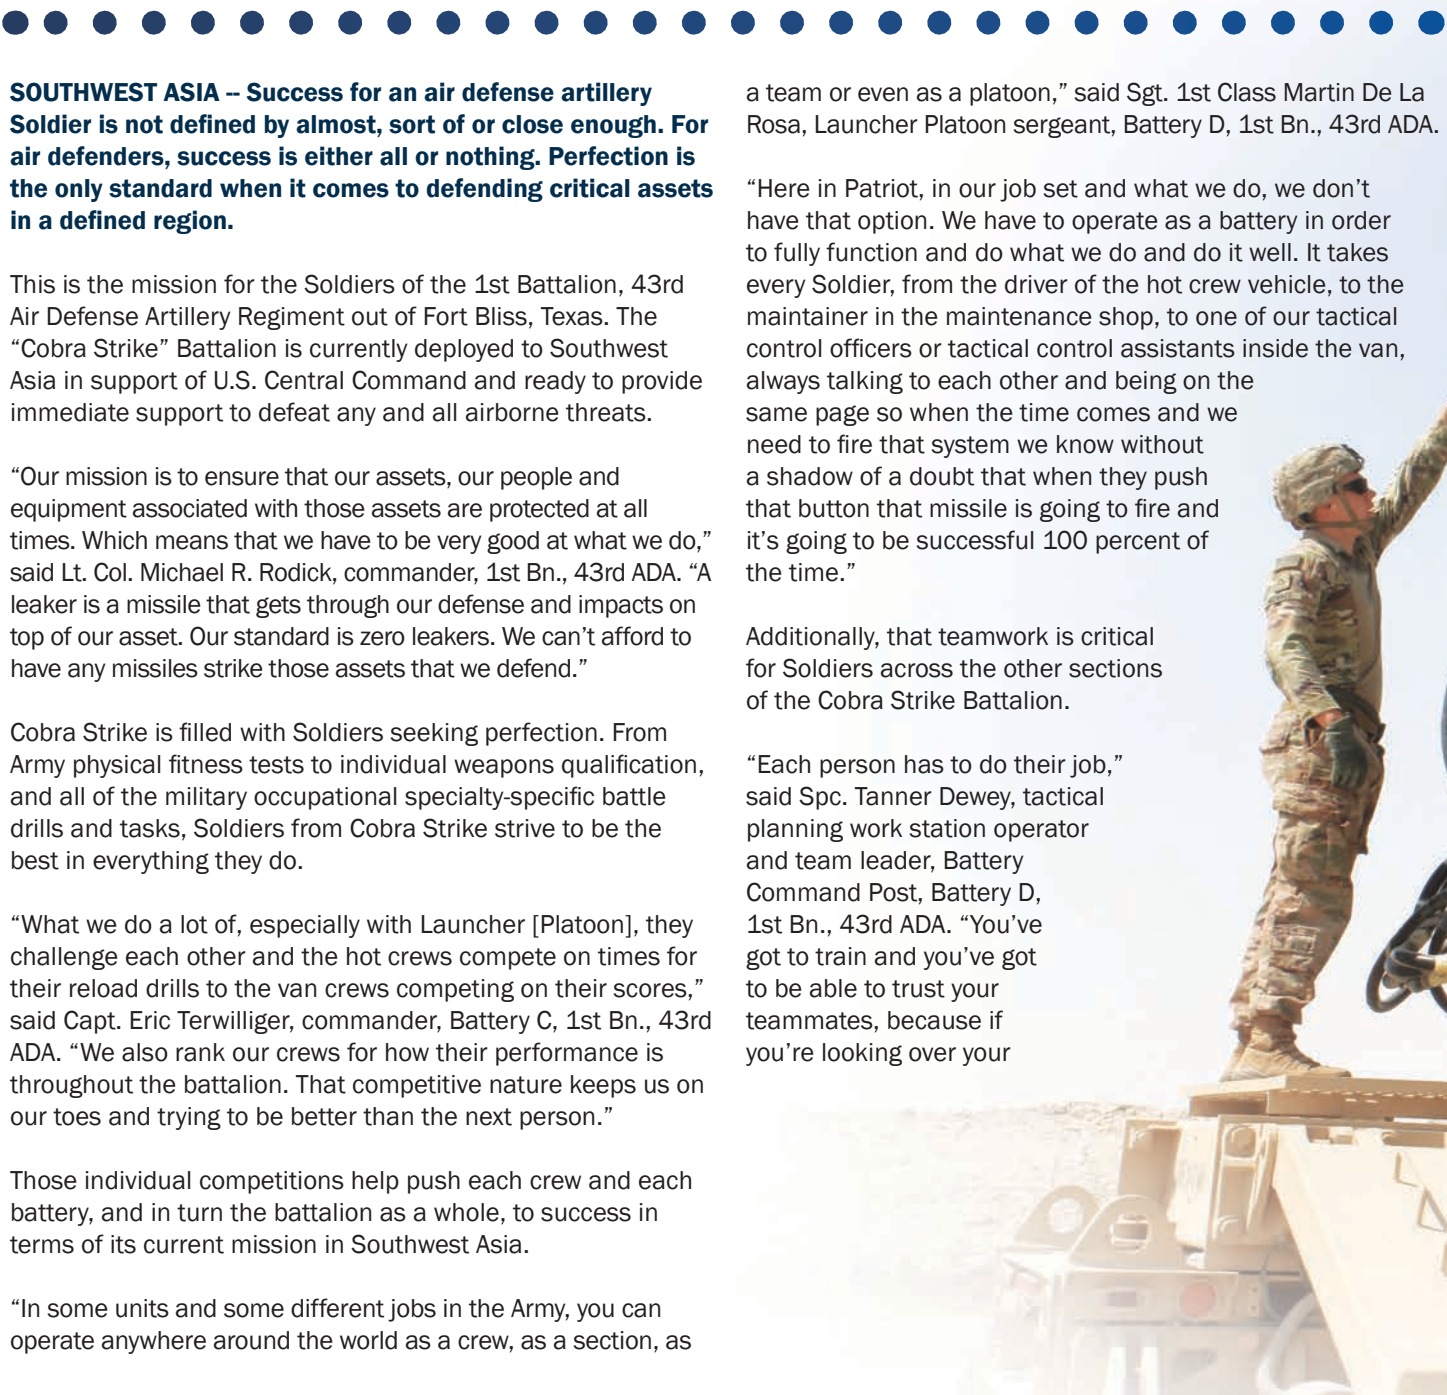 SOUTHWEST ASIA -- Success for an air defense artillery
Soldier is not defined by almost, sort of or close enough. For
air defenders, success is either all or nothing. Perfection is
the only standard when it comes to defending critical assets
in a defined region.
This is the mission for the Soldiers of the 1st Battalion, 43rd
Air Defense Artillery Regiment out of Fort Bliss, Texas. The
“Cobra Strike” Battalion is currently deployed to Southwest
Asia in support of U.S. Central Command and ready to provide
immediate support to defeat any and all airborne threats.
“Our mission is to ensure that our assets, our people and
equipment associated with those assets are protected at all
times. Which means that we have to be very good at what we do,”
said Lt. Col. Michael R. Rodick, commander, 1st Bn., 43rd ADA. “A
leaker is a missile that gets through our defense and impacts on
top of our asset. Our standard is zero leakers. We can’t afford to
have any missiles strike those assets that we defend.”
Cobra Strike is filled with Soldiers seeking perfection. From
Army physical fitness tests to individual weapons qualification,
and all of the military occupational specialty-specific battle
drills and tasks, Soldiers from Cobra Strike strive to be the
best in everything they do.
“What we do a lot of, especially with Launcher [Platoon], they
challenge each other and the hot crews compete on times for
their reload drills to the van crews competing on their scores,”
said Capt. Eric Terwilliger, commander, Battery C, 1st Bn., 43rd
ADA. “We also rank our crews for how their performance is
throughout the battalion. That competitive nature keeps us on
our toes and trying to be better than the next person.”
Those individual competitions help push each crew and each
battery, and in turn the battalion as a whole, to success in
terms of its current mission in Southwest Asia.
“In some units and some different jobs in the Army, you can
operate anywhere around the world as a crew, as a section, as
a team or even as a platoon,” said Sgt. 1st Class Martin De La
Rosa, Launcher Platoon sergeant, Battery D, 1st Bn., 43rd ADA.
“Here in Patriot, in our job set and what we do, we don’t
have that option. We have to operate as a battery in order
to fully function and do what we do and do it well. It takes
every Soldier, from the driver of the hot crew vehicle, to the
maintainer in the maintenance shop, to one of our tactical
control officers or tactical control assistants inside the van,
always talking to each other and being on the
same page so when the time comes and we
need to fire that system we know without
a shadow of a doubt that when they push
that button that missile is going to fire and
it’s going to be successful 100 percent of
the time.”
Additionally, that teamwork is critical
for Soldiers across the other sections
of the Cobra Strike Battalion.
“Each person has to do their job,”
said Spc. Tanner Dewey, tactical
planning work station operator
and team leader, Battery
Command Post, Battery D,
1st Bn., 43rd ADA. “You’ve
got to train and you’ve got
to be able to trust your
teammates, because if
you’re looking over your